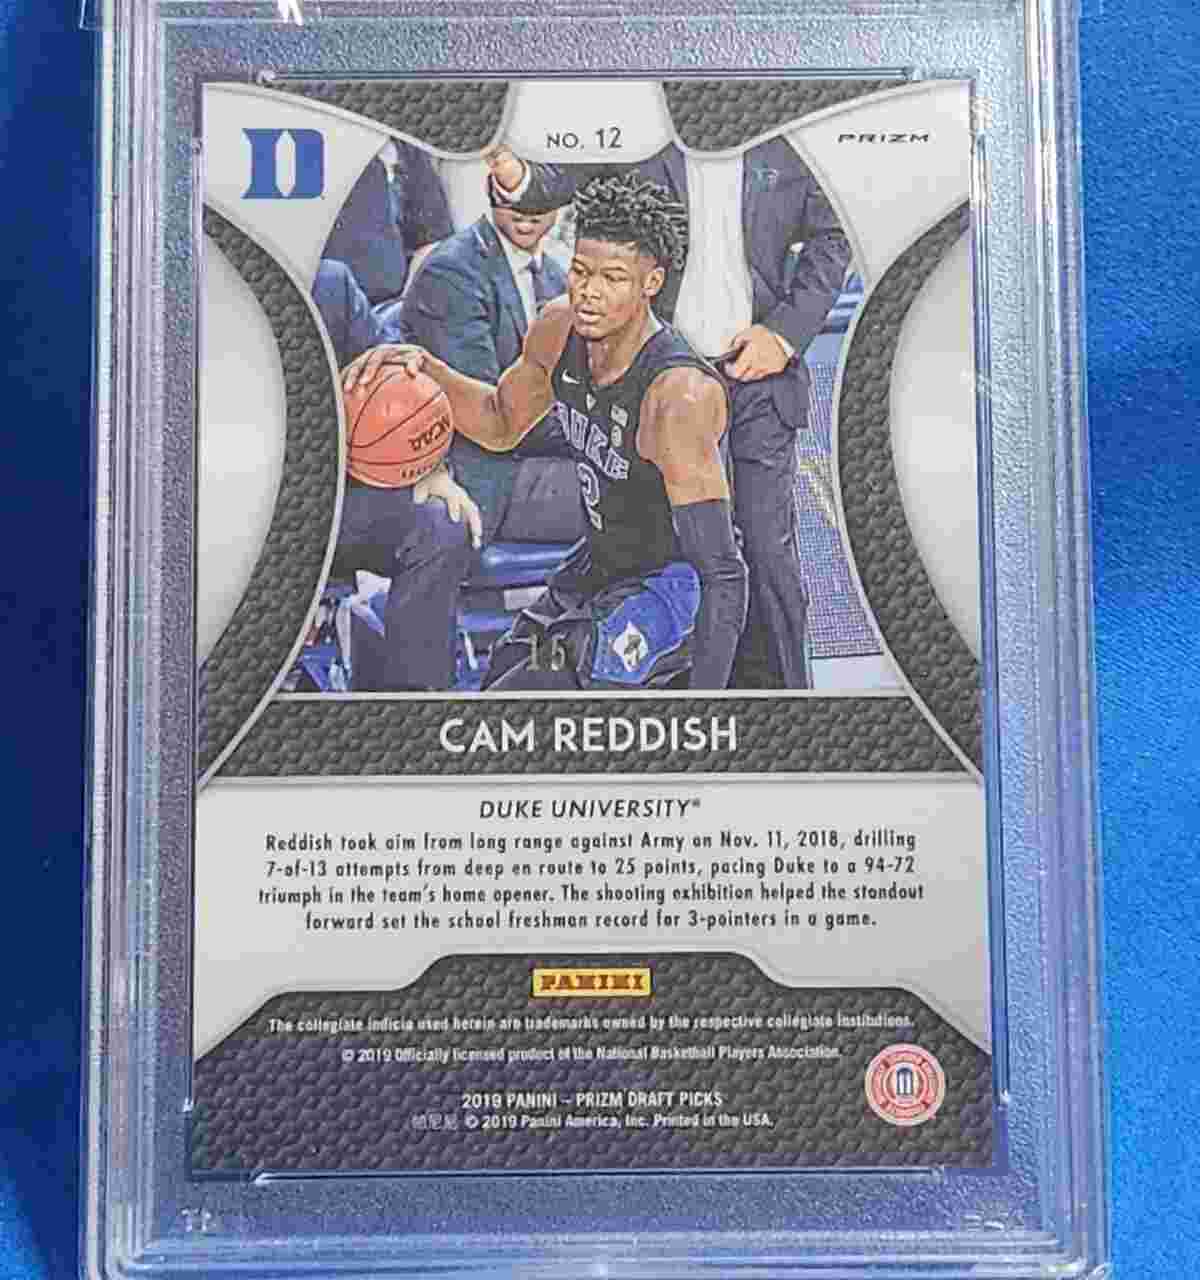 D
NO. 12
PRIZM
NCAA
DUKE
2
15
CAM REDDISH
DUKE UNIVERSITY®
Reddish took aim from long range against Army on Nov. 11, 2018, drilling
7-of-13 attempts from deep en route to 25 points, pacing Duke to a 94-72
triumph in the team's home opener. The shooting exhibition helped the standout
forward set the school freshman record for 3-pointers in a game.
PANINI
The collegiate indicia used herein are trademarks owned by the respective collegiate institutions.
© 2019 Officially licensed product of the National Basketball Players Association.
2019 PANINI – PRIZM DRAFT PICKS
© 2019 Panini America, Inc. Printed in the USA.